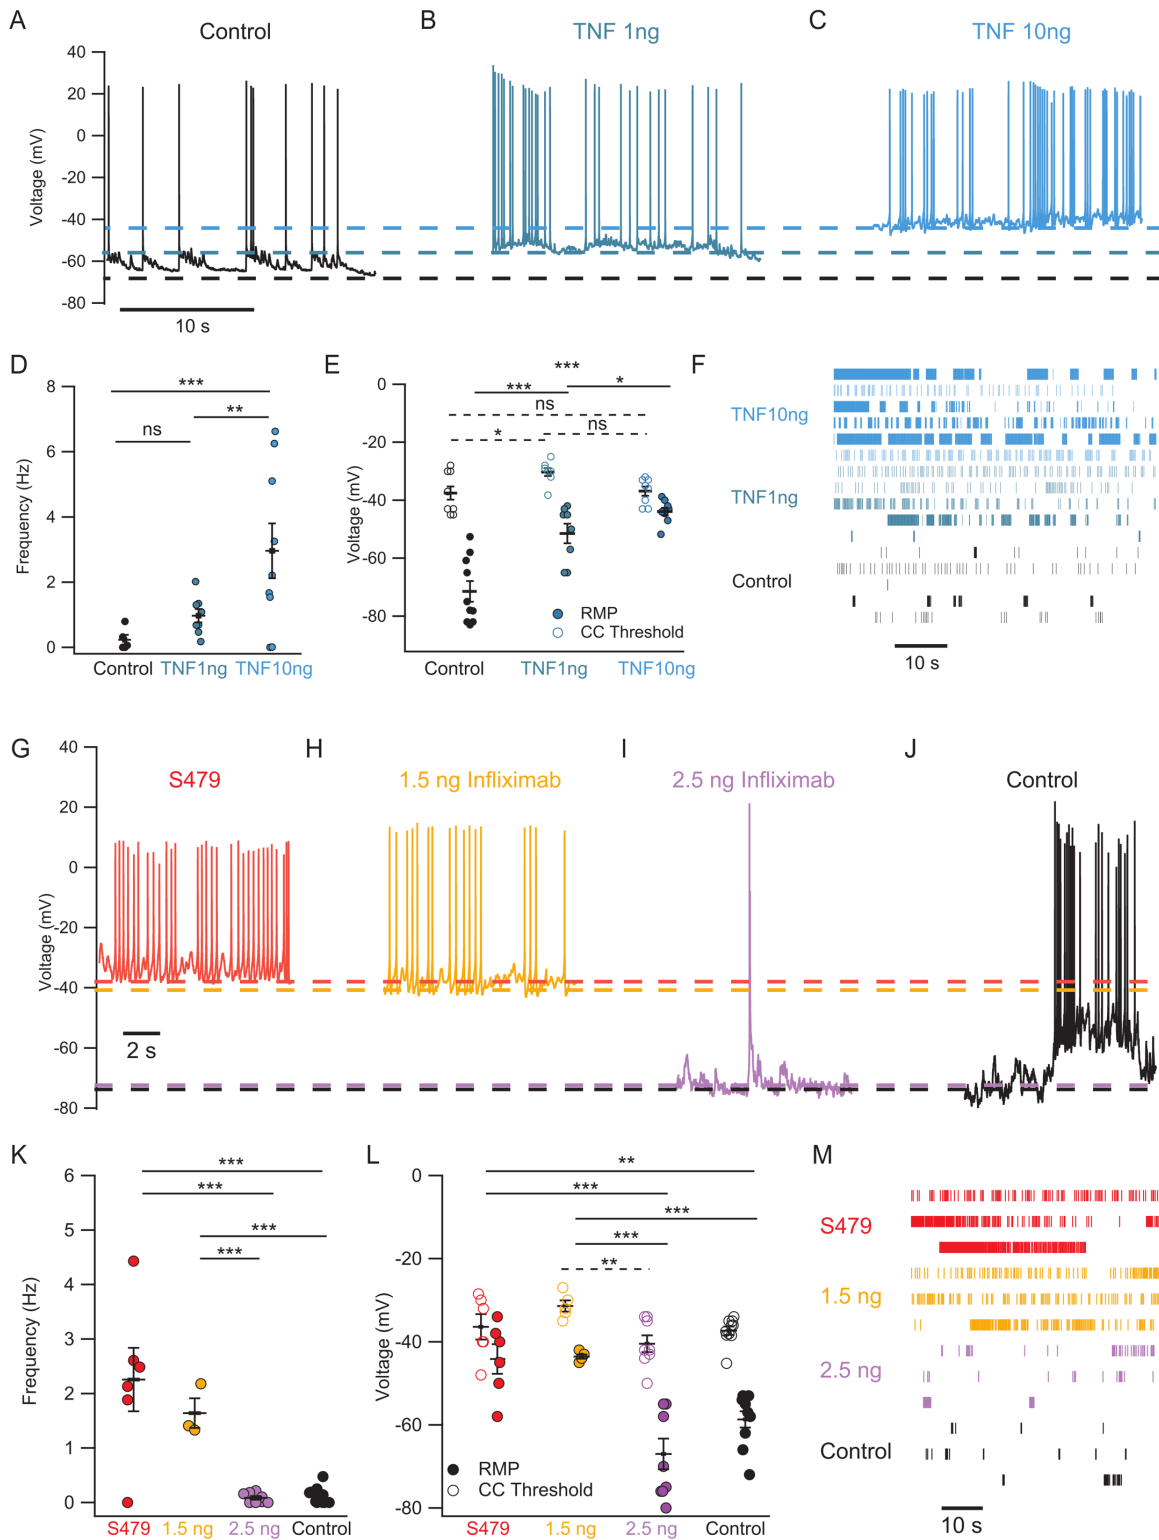 A
Control
B
TNF 1ng
C
TNF 10ng
40
20
0
-20
-40
-60
-80
Voltage (mV)
10 s
D
8
6
4
2
0
Frequency (Hz)
***
**
ns
Control
TNF1ng
TNF10ng
E
0
-20
-40
-60
-80
Voltage (mV)
***
***
*
ns
*
ns
RMP
CC Threshold
Control
TNF1ng
TNF10ng
F
TNF10ng
TNF1ng
Control
10 s
G
S479
H
1.5 ng Infliximab
I
2.5 ng Infliximab
J
Control
40
20
0
-20
-40
-60
-80
Voltage (mV)
2 s
K
6
5
4
3
2
1
0
Frequency (Hz)
***
***
***
***
S479
1.5 ng
2.5 ng
Control
L
0
-20
-40
-60
-80
Voltage (mV)
**
***
***
***
**
RMP
CC Threshold
S479
1.5 ng
2.5 ng
Control
M
S479
1.5 ng
2.5 ng
Control
10 s